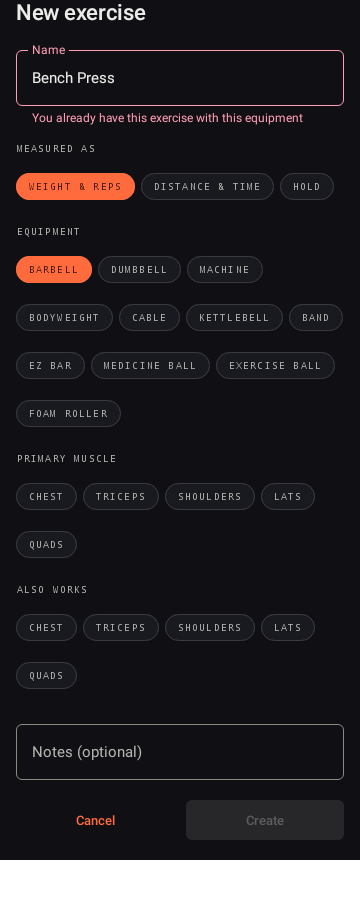 New exercise
Name
Bench Press
You already have this exercise with this equipment
MEASURED AS
WEIGHT & REPS DISTANCE & TIME HOLD
EQUIPMENT
BARBELL DUMBBELL MACHINE
BODYWEIGHT CABLE KETTLEBELL BAND
EZ BAR MEDICINE BALL EXERCISE BALL
FOAM ROLLER
PRIMARY MUSCLE
CHEST TRICEPS SHOULDERS LATS
QUADS
ALSO WORKS
CHEST TRICEPS SHOULDERS LATS
QUADS
Notes (optional)
Cancel Create